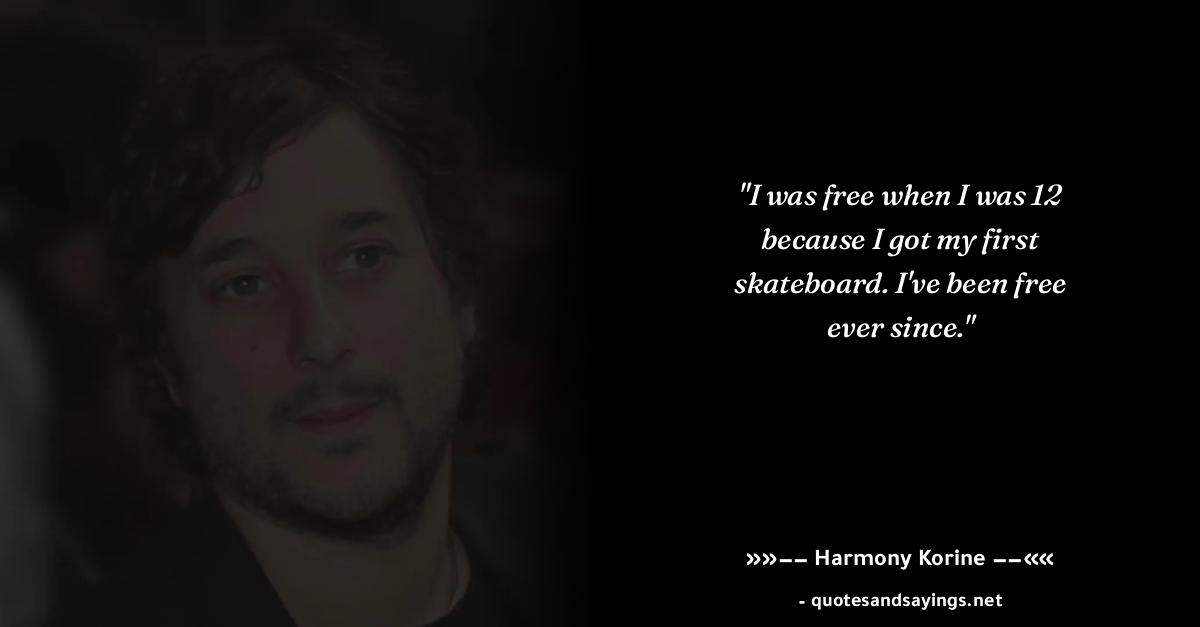 "I was free when I was 12
because I got my first
skateboard. I've been free
ever since."
»»−− Harmony Korine −−««
- quotesandsayings.net